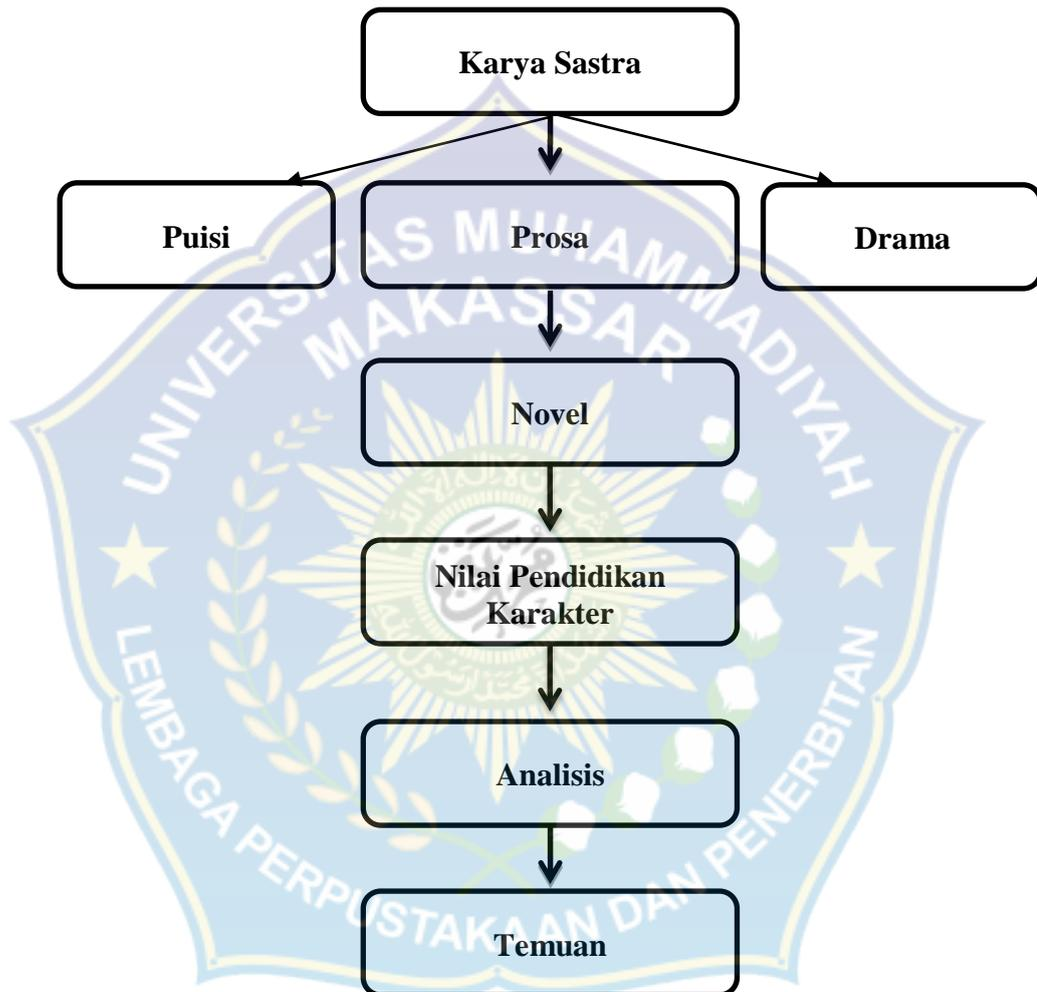 Karya Sastra
Puisi
Prosa
Drama
UNIVERSITAS MUHAMMADIYAH
MAKASSAR
Novel
Nilai Pendidikan
Karakter
Analisis
LEMBAGA PERPUSTAKAAN DAN PENERBITAN
Temuan